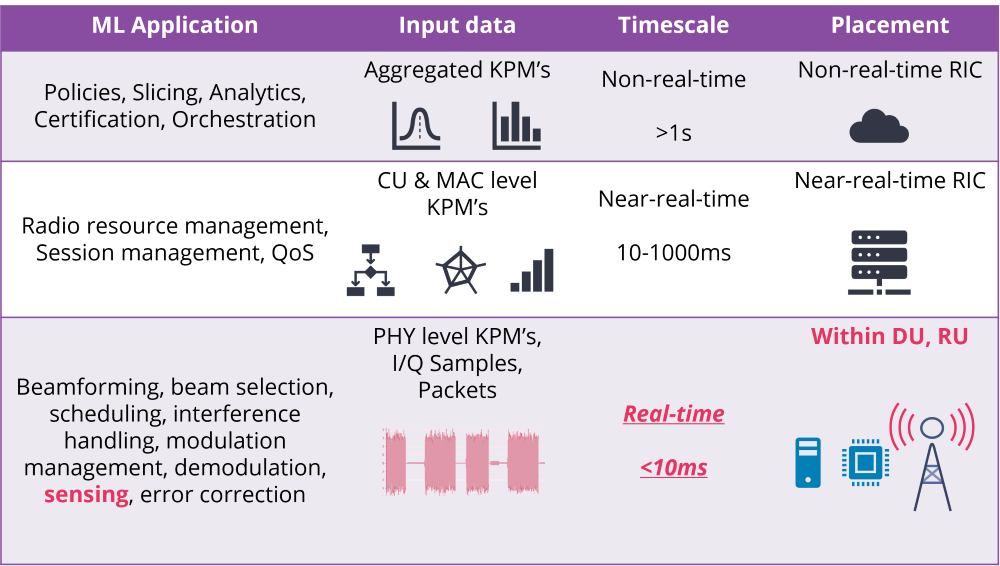 ML Application
Input data
Timescale
Placement
Policies, Slicing, Analytics,
Certification, Orchestration
Aggregated KPM’s
Non-real-time
>1s
Non-real-time RIC
Radio resource management,
Session management, QoS
CU & MAC level
KPM’s
Near-real-time
10-1000ms
Near-real-time RIC
Beamforming, beam selection,
scheduling, interference
handling, modulation
management, demodulation,
sensing, error correction
PHY level KPM’s,
I/Q Samples,
Packets
Real-time
<10ms
Within DU, RU